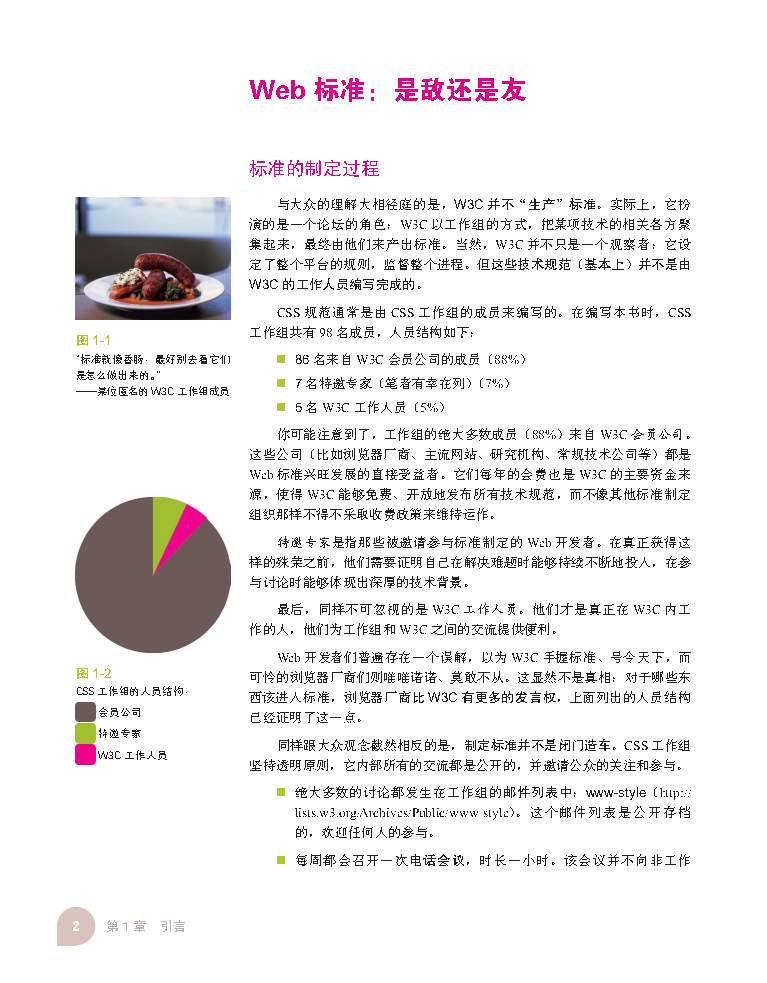 Web 标准：是敌还是友
标准的制定过程
与大众的理解大相径庭的是，W3C 并不“生产”标准。实际上，它扮
演的是一个论坛的角色：W3C 以工作组的方式，把某项技术的相关各方聚
集起来，最终由他们来产出标准。当然，W3C 并不只是一个观察者：它设
定了整个平台的规则，监督整个进程。但这些技术规范（基本上）并不是由
W3C 的工作人员编写完成的。
CSS 规范通常是由 CSS 工作组的成员来编写的。在编写本书时，CSS
工作组共有 98 名成员，人员结构如下：
■ 86 名来自 W3C 会员公司的成员（88%）
■ 7 名特邀专家（笔者有幸在列）（7%）
■ 5 名 W3C 工作人员（5%）
你可能注意到了，工作组的绝大多数成员（88%）来自 W3C 会员公司。
这些公司（比如浏览器厂商、主流网站、研究机构、常规技术公司等）都是
Web 标准兴旺发展的直接受益者。它们每年的会费也是 W3C 的主要资金来
源，使得 W3C 能够免费、开放地发布所有技术规范，而不像其他标准制定
组织那样不得不采取收费政策来维持运作。
特邀专家是指那些被邀请参与标准制定的 Web 开发者。在真正获得这
样的殊荣之前，他们需要证明自己在解决难题时能够持续不断地投入，在参
与讨论时能够体现出深厚的技术背景。
最后，同样不可忽视的是 W3C 工作人员。他们才是真正在 W3C 内工
作的人，他们为工作组和 W3C 之间的交流提供便利。
Web 开发者们普遍存在一个误解，以为 W3C 手握标准、号令天下，而
可怜的浏览器厂商们则唯唯诺诺、莫敢不从。这显然不是真相：对于哪些东
西该进入标准，浏览器厂商比 W3C 有更多的发言权，上面列出的人员结构
已经证明了这一点。
同样跟大众观念截然相反的是，制定标准并不是闭门造车。CSS 工作组
坚持透明原则，它内部所有的交流都是公开的，并邀请公众的关注和参与。
■ 绝大多数的讨论都发生在工作组的邮件列表中：www-style（http://
lists.w3.org/Archives/Public/www-style）。这个邮件列表是公开存档
的，欢迎任何人的参与。
■ 每周都会召开一次电话会议，时长一小时。该会议并不向非工作
图 1-1
“标准就像香肠：最好别去看它们
是怎么做出来的。”
——某位匿名的 W3C 工作组成员
图 1-2
CSS 工作组的人员结构：
会员公司
特邀专家
W3C 工作人员
2 第 1 章 引言